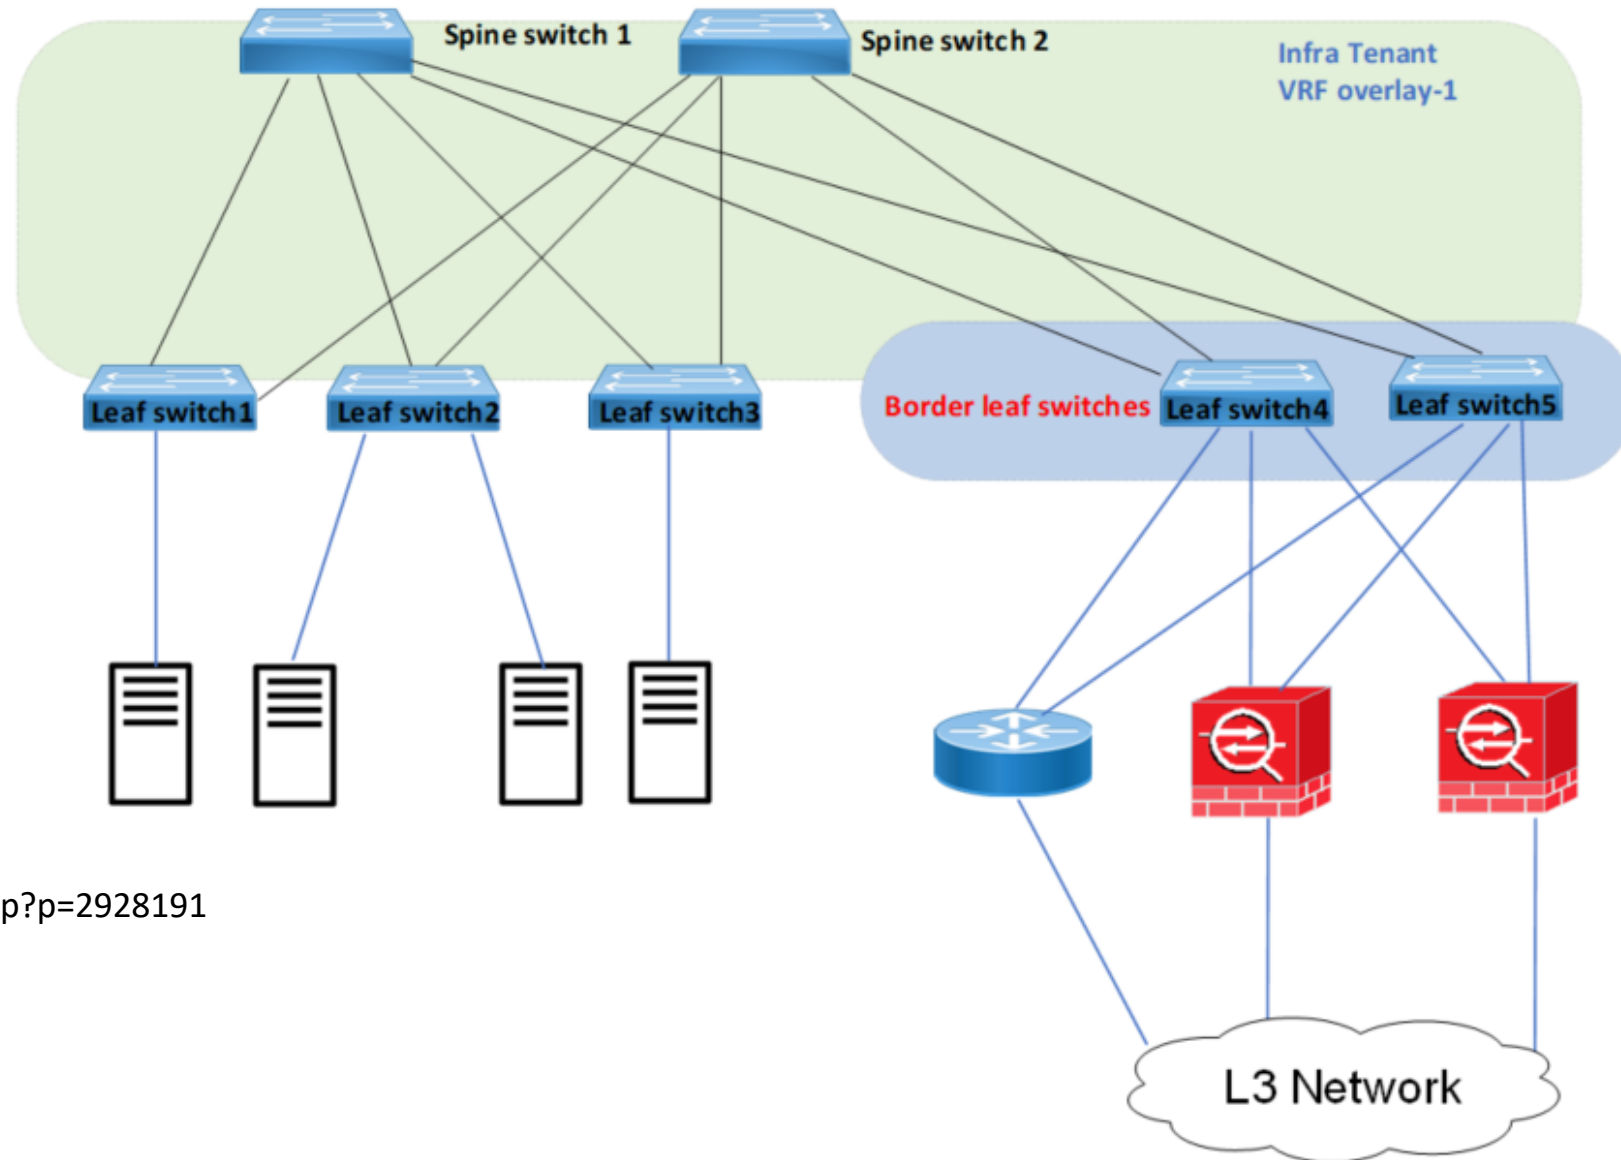 Spine switch 1
Spine switch 2
Infra Tenant
VRF overlay-1
Leaf switch1
Leaf switch2
Leaf switch3
Border leaf switches
Leaf switch4
Leaf switch5
p?p=2928191
L3 Network